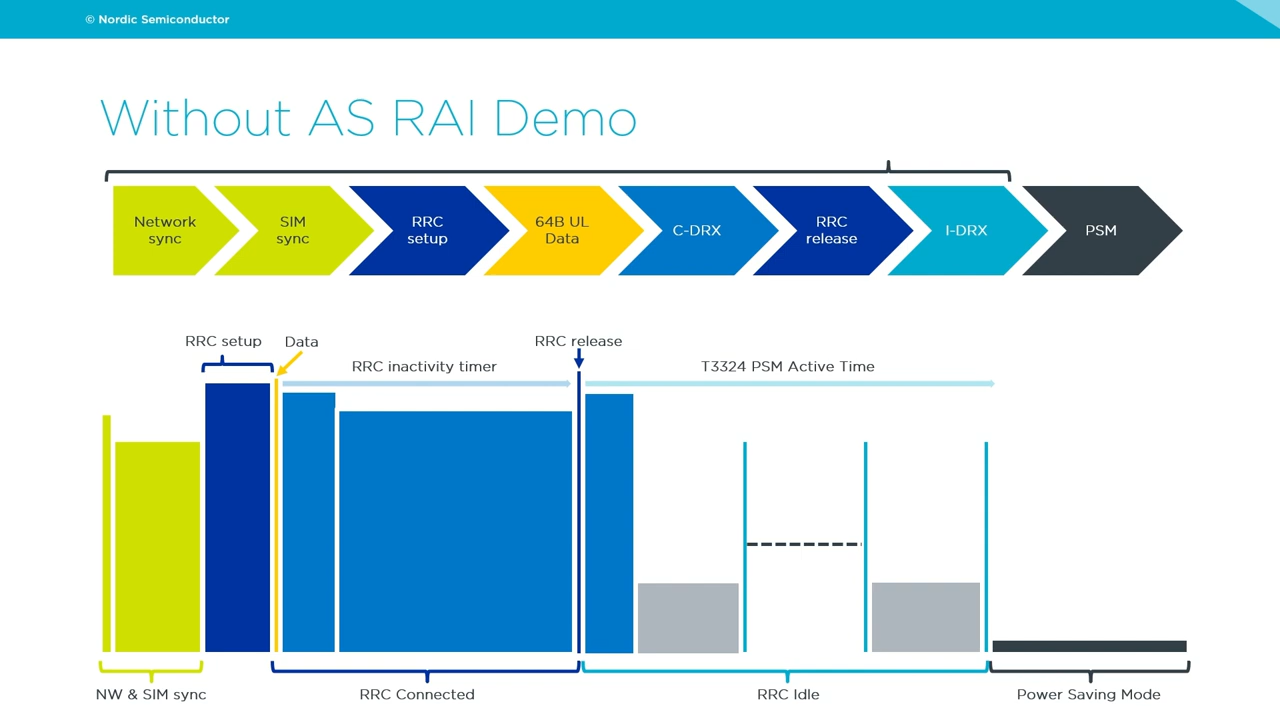 © Nordic Semiconductor
Without AS RAI Demo
Network
sync
SIM
sync
RRC
setup
64B UL
Data
C-DRX
RRC
release
I-DRX
PSM
RRC setup
Data
RRC release
RRC inactivity timer
T3324 PSM Active Time
NW & SIM sync
RRC Connected
RRC Idle
Power Saving Mode